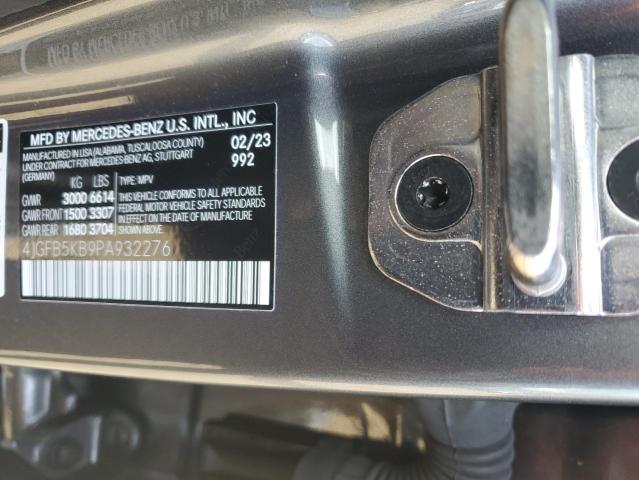 MFD BY MERCEDES-BENZ U.S. INTL., INC
MANUFACTURED IN USA (ALABAMA, TUSCALOOSA COUNTY) 02/23
UNDER CONTRACT FOR MERCEDES-BENZ AG, STUTTGART 992
(GERMANY)
KG LBS TYPE: MPV
GVWR 3000 6614 THIS VEHICLE CONFORMS TO ALL APPLICABLE
GAWR FRONT 1500 3307 FEDERAL MOTOR VEHICLE SAFETY STANDARDS
GAWR REAR 1680 3704 IN EFFECT ON THE DATE OF MANUFACTURE
4JGFB5KB9PA932276